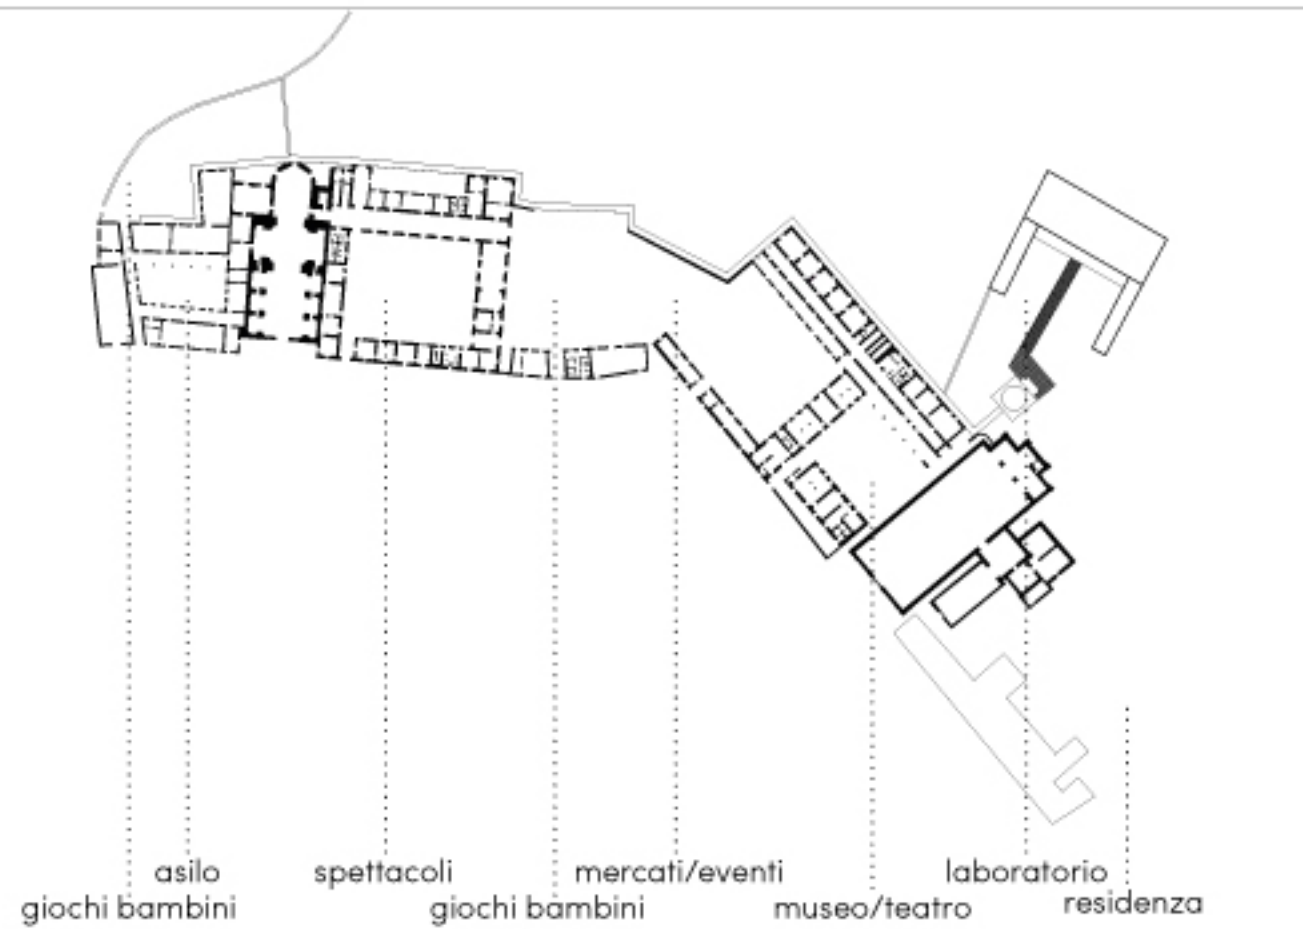 asilo
spettacoli
mercati/eventi
laboratorio
giochi bambini
giochi bambini
museo/teatro
residenza